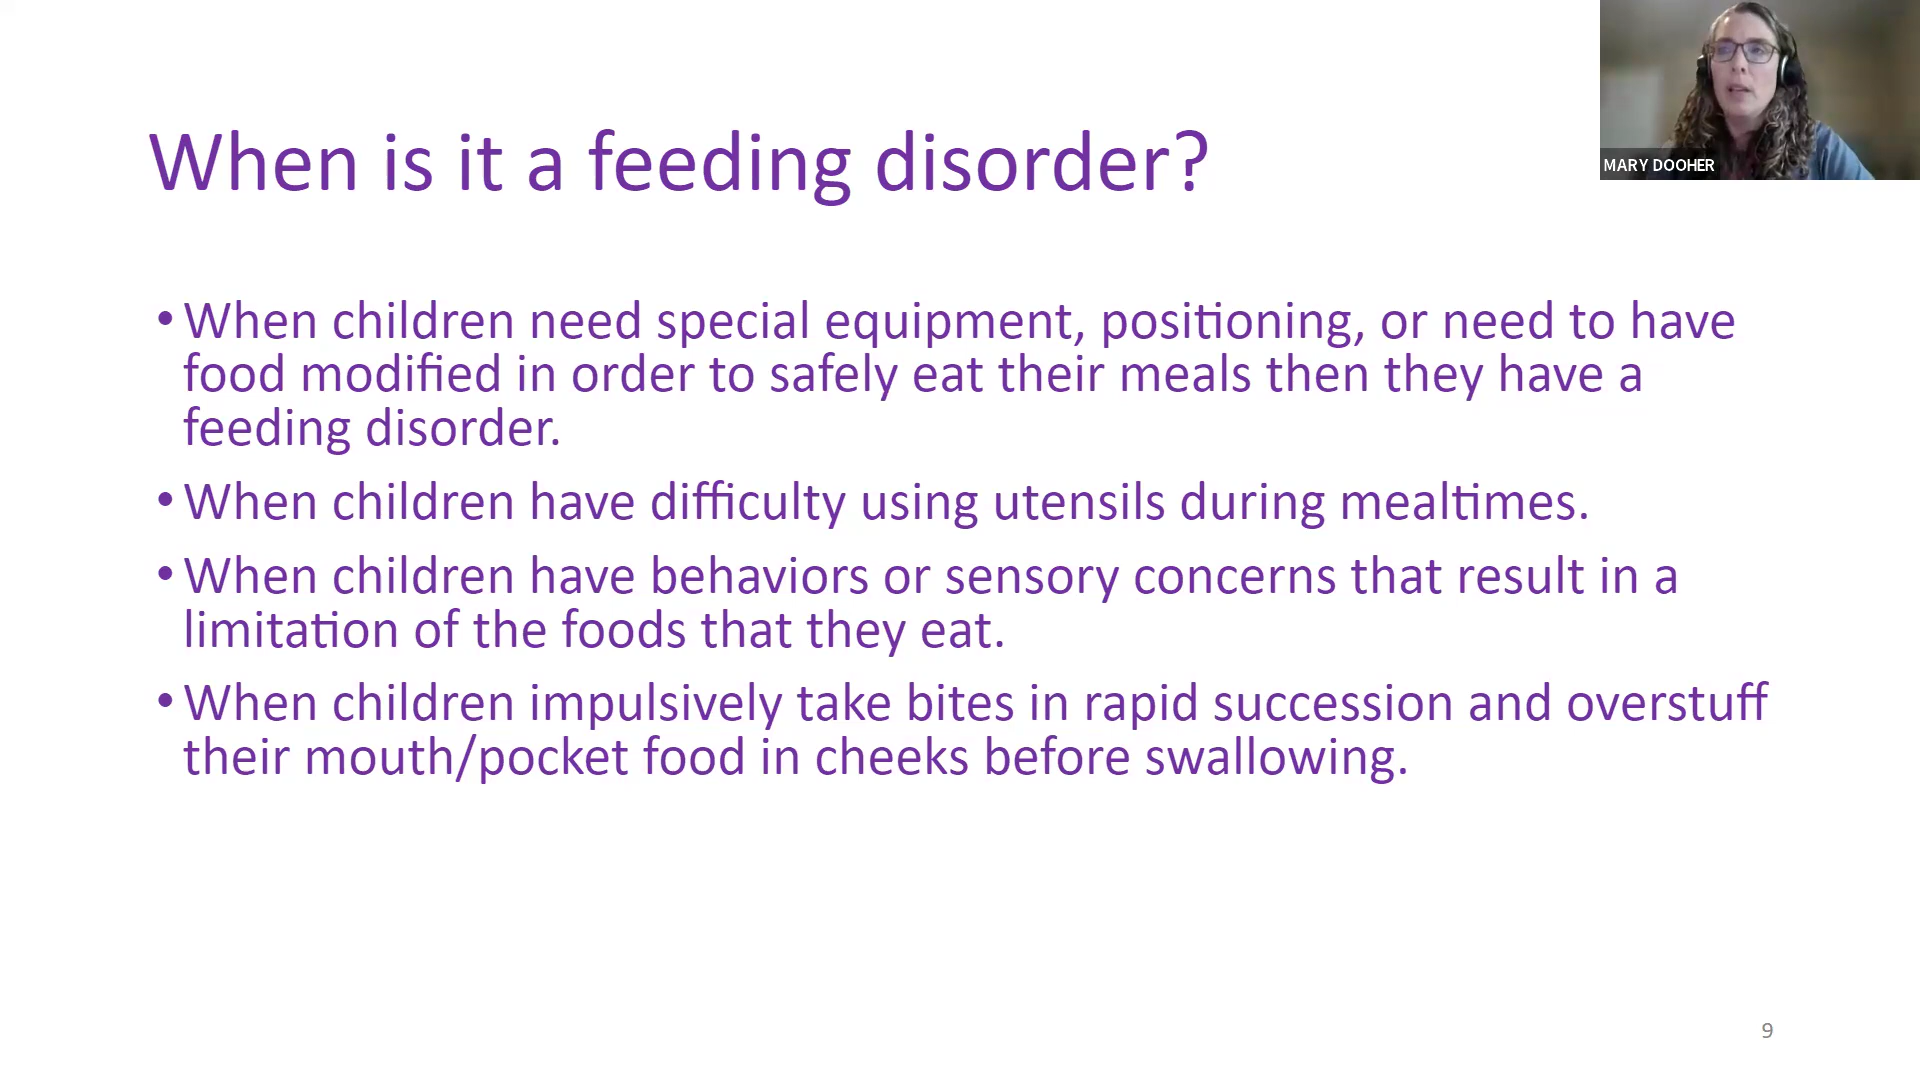 MARY DOOHER
When is it a feeding disorder?
• When children need special equipment, positioning, or need to have
food modified in order to safely eat their meals then they have a
feeding disorder.
• When children have difficulty using utensils during mealtimes.
• When children have behaviors or sensory concerns that result in a
limitation of the foods that they eat.
• When children impulsively take bites in rapid succession and overstuff
their mouth/pocket food in cheeks before swallowing.
9